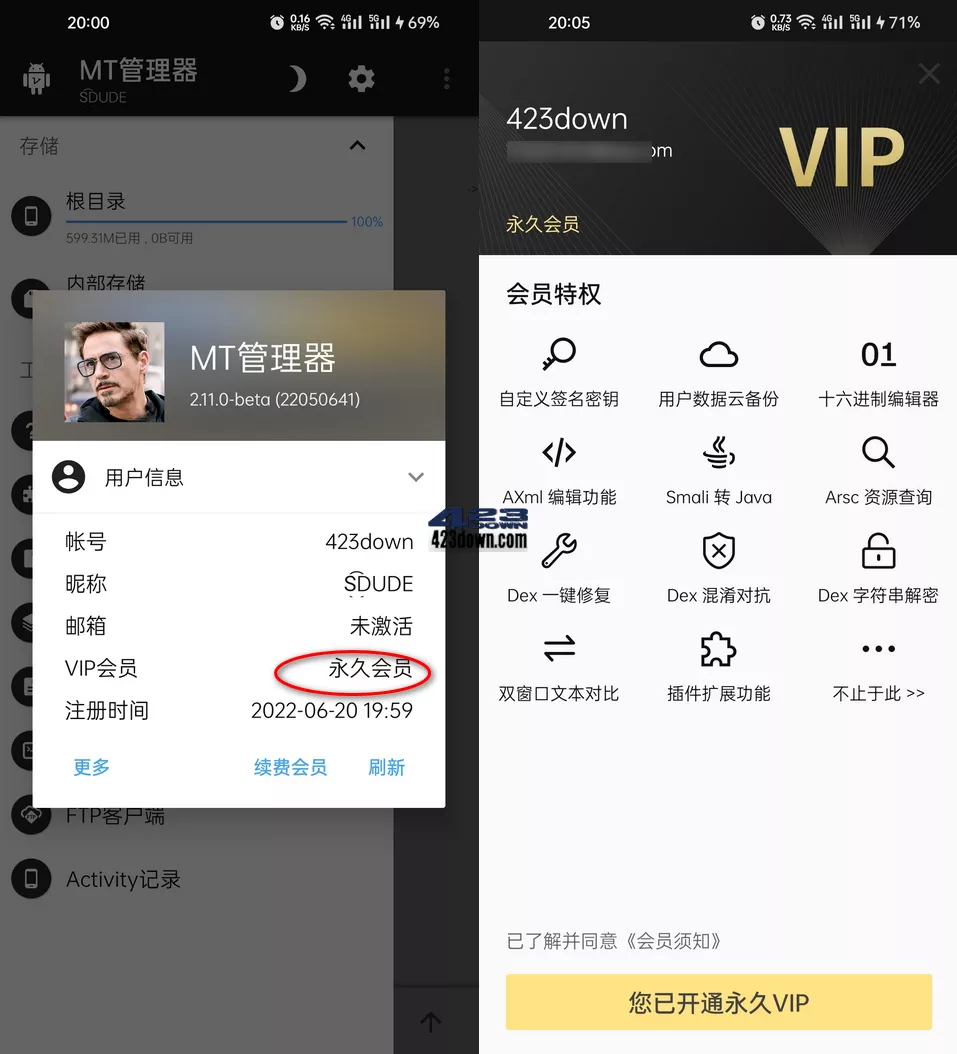 20:00
0.16 KB/S 4G 5G 69%
MT管理器
SDUDE
存储
根目录
100%
599.31M已用 , 0B可用
内部存储
MT管理器
2.11.0-beta (22050641)
用户信息
帐号 423down
昵称 SDUDE
邮箱 未激活
VIP会员 永久会员
注册时间 2022-06-20 19:59
更多 续费会员 刷新
FTP客户端
Activity记录
20:05
0.73 KB/S 4G 5G 71%
423down
om
VIP
永久会员
会员特权
自定义签名密钥 用户数据云备份 01 十六进制编辑器
AXml 编辑功能 Smali 转 Java Arsc 资源查询
423 DOWN
423down.com
Dex 一键修复 Dex 混淆对抗 Dex 字符串解密
双窗口文本对比 插件扩展功能 不止于此 >>
已了解并同意《会员须知》
您已开通永久VIP